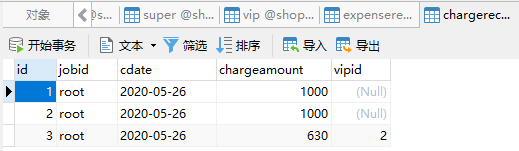 对象 @s... super @sh... vip @shop... expensere... chargerec...
开始事务 文本 筛选 排序 导入 导出
id jobid cdate chargeamount vipid
1 root 2020-05-26 1000 (Null)
2 root 2020-05-26 1000 (Null)
3 root 2020-05-26 630 2